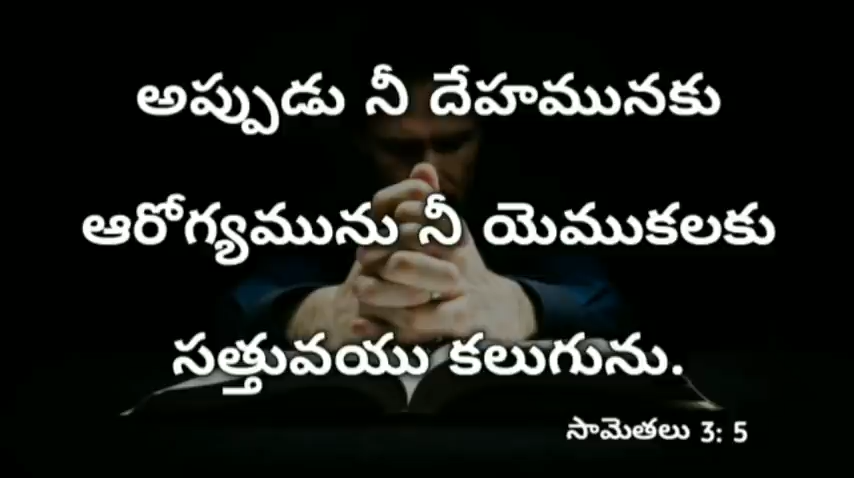 అప్పుడు నీ దేహమునకు
ఆరోగ్యమును నీ యెముకలకు
సత్తువయు కలుగును.
సామెతలు 3: 5